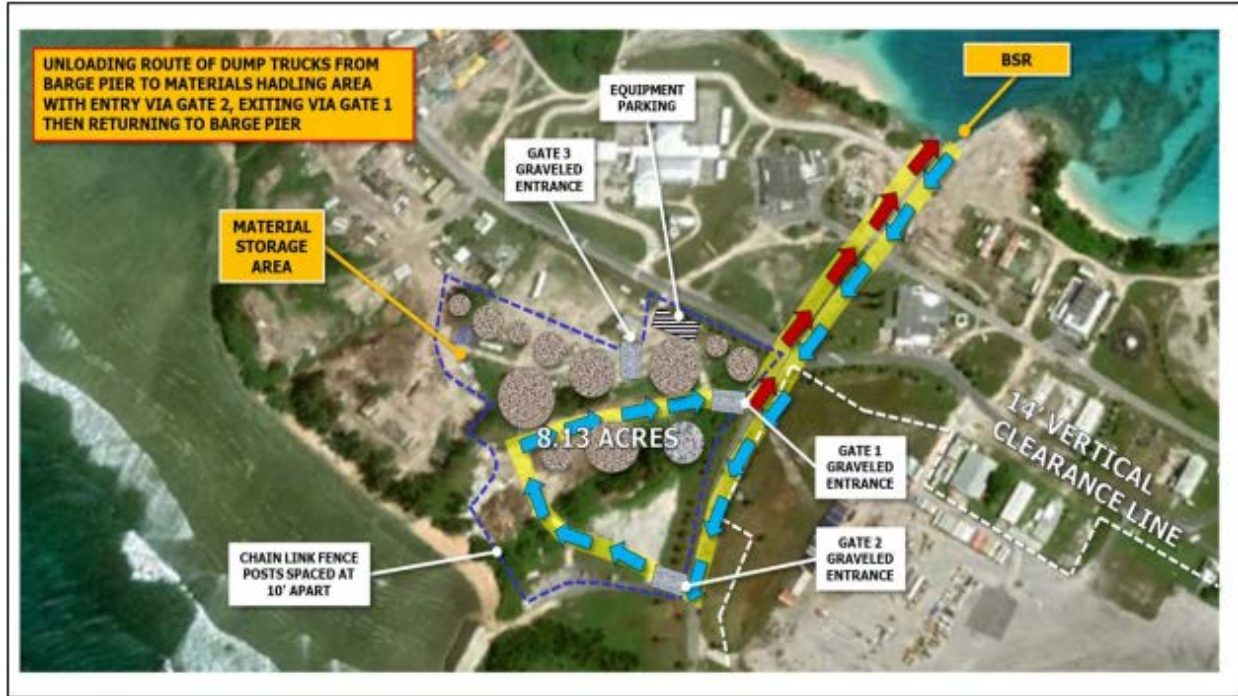 UNLOADING ROUTE OF DUMP TRUCKS FROM
BARGE PIER TO MATERIALS HADLING AREA
WITH ENTRY VIA GATE 2, EXITING VIA GATE 1
THEN RETURNING TO BARGE PIER
BSR
EQUIPMENT
PARKING
GATE 3
GRAVELED
ENTRANCE
MATERIAL
STORAGE
AREA
8.13 ACRES
14' VERTICAL
CLEARANCE LINE
GATE 1
GRAVELED
ENTRANCE
GATE 2
GRAVELED
ENTRANCE
CHAIN LINK FENCE
POSTS SPACED AT
10' APART